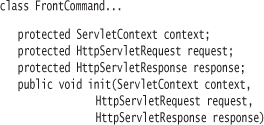 class FrontCommand...
protected ServletContext context;
protected HttpServletRequest request;
protected HttpServletResponse response;
public void init(ServletContext context,
HttpServletRequest request,
HttpServletResponse response)